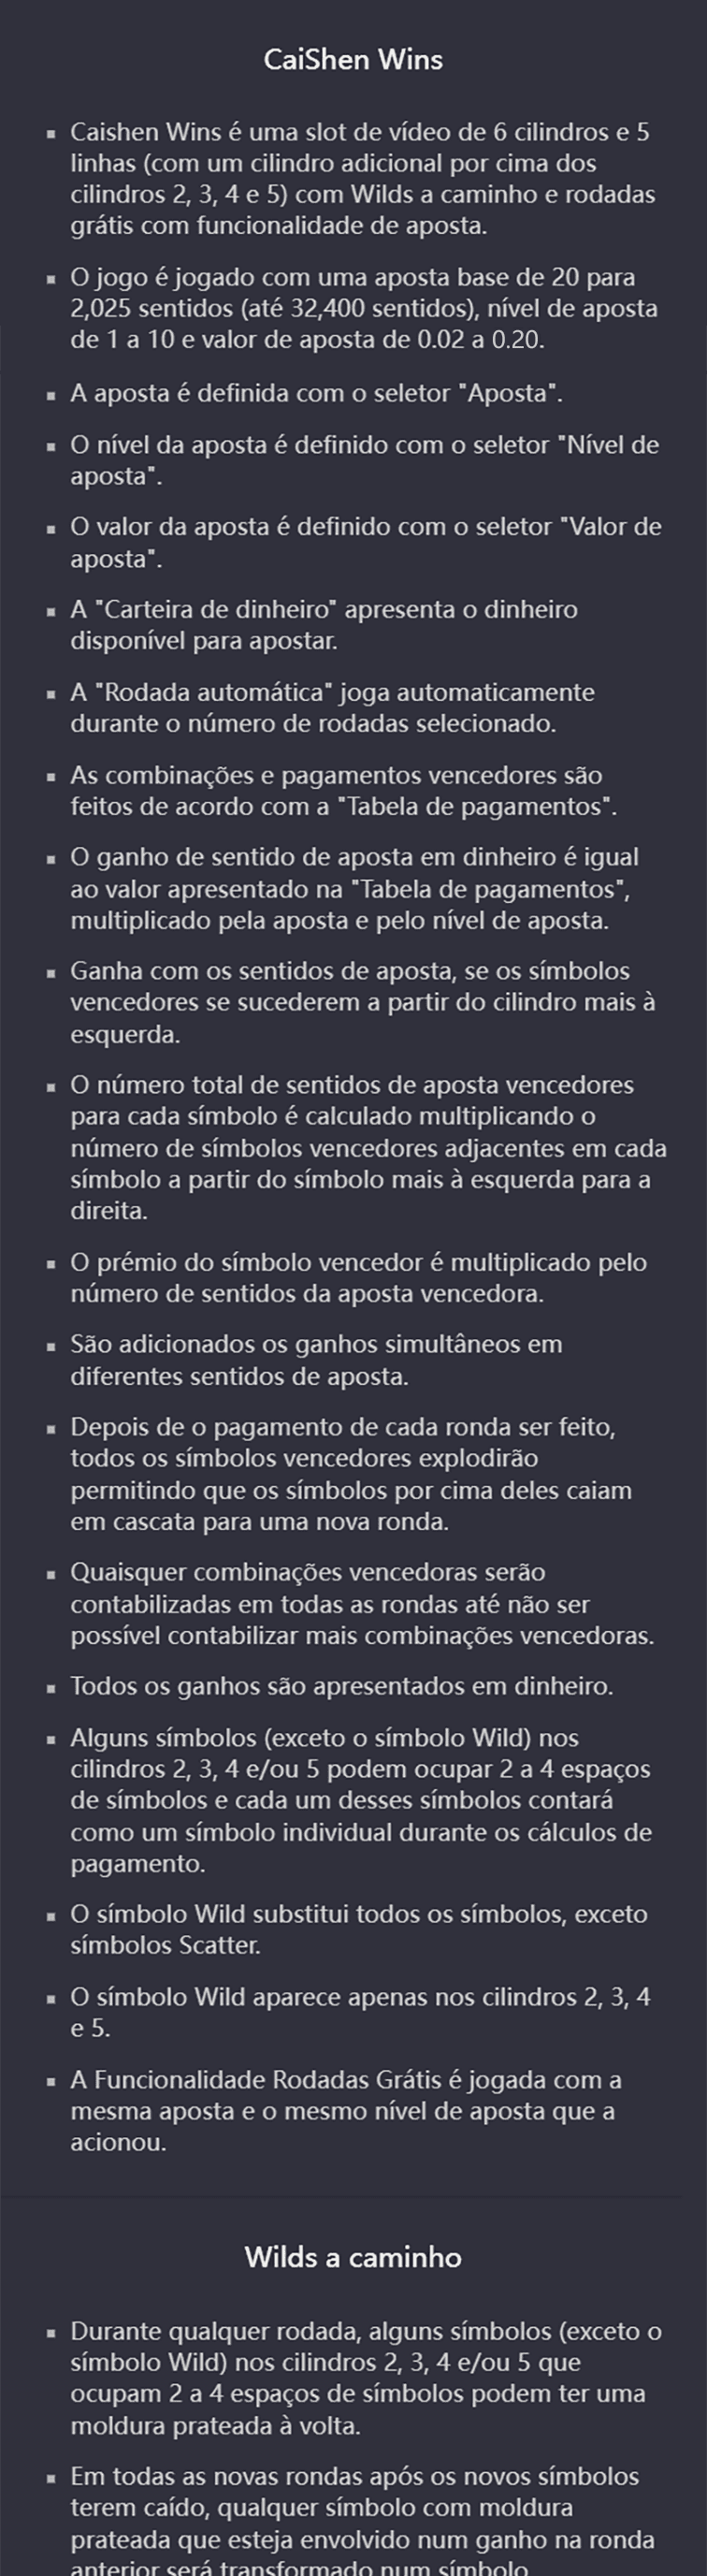 CaiShen Wins
▪ Caishen Wins é uma slot de vídeo de 6 cilindros e 5
linhas (com um cilindro adicional por cima dos
cilindros 2, 3, 4 e 5) com Wilds a caminho e rodadas
grátis com funcionalidade de aposta.
▪ O jogo é jogado com uma aposta base de 20 para
2,025 sentidos (até 32,400 sentidos), nível de aposta
de 1 a 10 e valor de aposta de 0.02 a 0.20.
▪ A aposta é definida com o seletor "Aposta".
▪ O nível da aposta é definido com o seletor "Nível de
aposta".
▪ O valor da aposta é definido com o seletor "Valor de
aposta".
▪ A "Carteira de dinheiro" apresenta o dinheiro
disponível para apostar.
▪ A "Rodada automática" joga automaticamente
durante o número de rodadas selecionado.
▪ As combinações e pagamentos vencedores são
feitos de acordo com a "Tabela de pagamentos".
▪ O ganho de sentido de aposta em dinheiro é igual
ao valor apresentado na "Tabela de pagamentos",
multiplicado pela aposta e pelo nível de aposta.
▪ Ganha com os sentidos de aposta, se os símbolos
vencedores se sucederem a partir do cilindro mais à
esquerda.
▪ O número total de sentidos de aposta vencedores
para cada símbolo é calculado multiplicando o
número de símbolos vencedores adjacentes em cada
símbolo a partir do símbolo mais à esquerda para a
direita.
▪ O prémio do símbolo vencedor é multiplicado pelo
número de sentidos da aposta vencedora.
▪ São adicionados os ganhos simultâneos em
diferentes sentidos de aposta.
▪ Depois de o pagamento de cada ronda ser feito,
todos os símbolos vencedores explodirão
permitindo que os símbolos por cima deles caiam
em cascata para uma nova ronda.
▪ Quaisquer combinações vencedoras serão
contabilizadas em todas as rondas até não ser
possível contabilizar mais combinações vencedoras.
▪ Todos os ganhos são apresentados em dinheiro.
▪ Alguns símbolos (exceto o símbolo Wild) nos
cilindros 2, 3, 4 e/ou 5 podem ocupar 2 a 4 espaços
de símbolos e cada um desses símbolos contará
como um símbolo individual durante os cálculos de
pagamento.
▪ O símbolo Wild substitui todos os símbolos, exceto
símbolos Scatter.
▪ O símbolo Wild aparece apenas nos cilindros 2, 3, 4
e 5.
▪ A Funcionalidade Rodadas Grátis é jogada com a
mesma aposta e o mesmo nível de aposta que a
acionou.
Wilds a caminho
▪ Durante qualquer rodada, alguns símbolos (exceto o
símbolo Wild) nos cilindros 2, 3, 4 e/ou 5 que
ocupam 2 a 4 espaços de símbolos podem ter uma
moldura prateada à volta.
▪ Em todas as novas rondas após os novos símbolos
terem caído, qualquer símbolo com moldura
prateada que esteja envolvido num ganho na ronda
anterior será transformado num símbolo